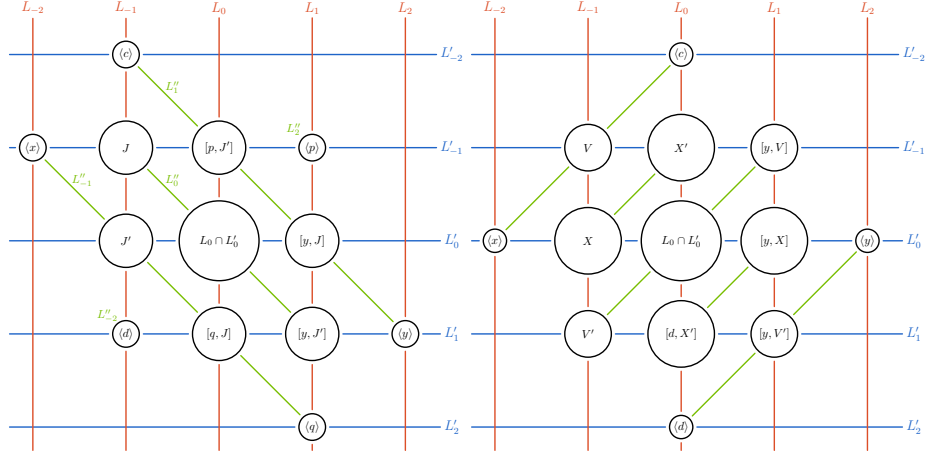 L_{-2} L_{-1} L_0 L_1 L_2 L_{-2} L_{-1} L_0 L_1 L_2
⟨c⟩ L'_{-2} ⟨c⟩ L'_{-2}
L''_1
L''_2
⟨x⟩ J [p, J'] ⟨p⟩ L'_{-1} V X' [y, V] L'_{-1}
L''_{-1} L''_0
J' L_0 ∩ L'_0 [y, J] L'_0 ⟨x⟩ X L_0 ∩ L'_0 [y, X] ⟨y⟩ L'_0
L''_{-2}
⟨d⟩ [q, J] [y, J'] ⟨y⟩ L'_1 V' [d, X'] [y, V'] L'_1
⟨q⟩ L'_2 ⟨d⟩ L'_2